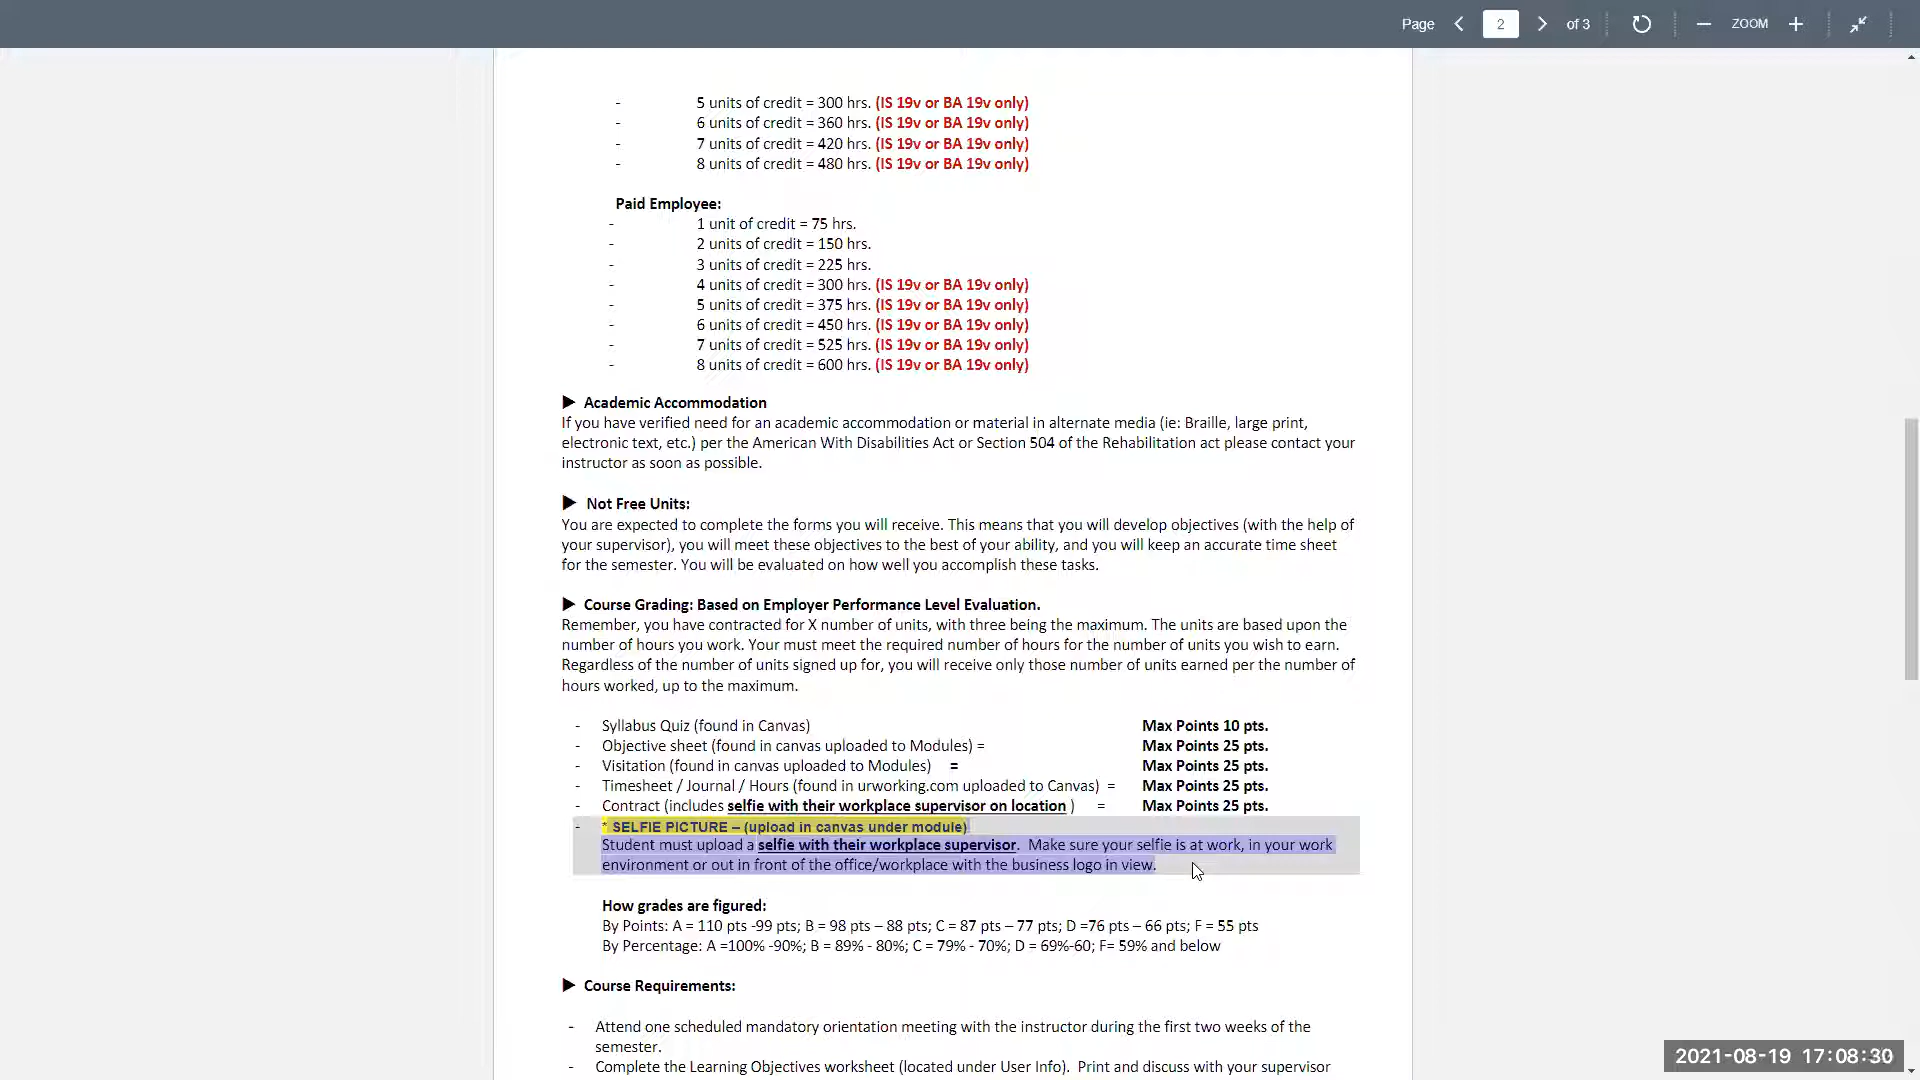 Page 2 of 3 ZOOM
- 5 units of credit = 300 hrs. (IS 19v or BA 19v only)
- 6 units of credit = 360 hrs. (IS 19v or BA 19v only)
- 7 units of credit = 420 hrs. (IS 19v or BA 19v only)
- 8 units of credit = 480 hrs. (IS 19v or BA 19v only)
Paid Employee:
- 1 unit of credit = 75 hrs.
- 2 units of credit = 150 hrs.
- 3 units of credit = 225 hrs.
- 4 units of credit = 300 hrs. (IS 19v or BA 19v only)
- 5 units of credit = 375 hrs. (IS 19v or BA 19v only)
- 6 units of credit = 450 hrs. (IS 19v or BA 19v only)
- 7 units of credit = 525 hrs. (IS 19v or BA 19v only)
- 8 units of credit = 600 hrs. (IS 19v or BA 19v only)
► Academic Accommodation
If you have verified need for an academic accommodation or material in alternate media (ie: Braille, large print,
electronic text, etc.) per the American With Disabilities Act or Section 504 of the Rehabilitation act please contact your
instructor as soon as possible.
► Not Free Units:
You are expected to complete the forms you will receive. This means that you will develop objectives (with the help of
your supervisor), you will meet these objectives to the best of your ability, and you will keep an accurate time sheet
for the semester. You will be evaluated on how well you accomplish these tasks.
► Course Grading: Based on Employer Performance Level Evaluation.
Remember, you have contracted for X number of units, with three being the maximum. The units are based upon the
number of hours you work. Your must meet the required number of hours for the number of units you wish to earn.
Regardless of the number of units signed up for, you will receive only those number of units earned per the number of
hours worked, up to the maximum.
- Syllabus Quiz (found in Canvas) Max Points 10 pts.
- Objective sheet (found in canvas uploaded to Modules) = Max Points 25 pts.
- Visitation (found in canvas uploaded to Modules) = Max Points 25 pts.
- Timesheet / Journal / Hours (found in urworking.com uploaded to Canvas) = Max Points 25 pts.
- Contract (includes selfie with their workplace supervisor on location ) = Max Points 25 pts.
- * SELFIE PICTURE – (upload in canvas under module)
Student must upload a selfie with their workplace supervisor. Make sure your selfie is at work, in your work
environment or out in front of the office/workplace with the business logo in view.
How grades are figured:
By Points: A = 110 pts -99 pts; B = 98 pts – 88 pts; C = 87 pts – 77 pts; D =76 pts – 66 pts; F = 55 pts
By Percentage: A =100% -90%; B = 89% - 80%; C = 79% - 70%; D = 69%-60; F= 59% and below
► Course Requirements:
- Attend one scheduled mandatory orientation meeting with the instructor during the first two weeks of the
semester.
- Complete the Learning Objectives worksheet (located under User Info). Print and discuss with your supervisor
2021-08-19 17:08:30